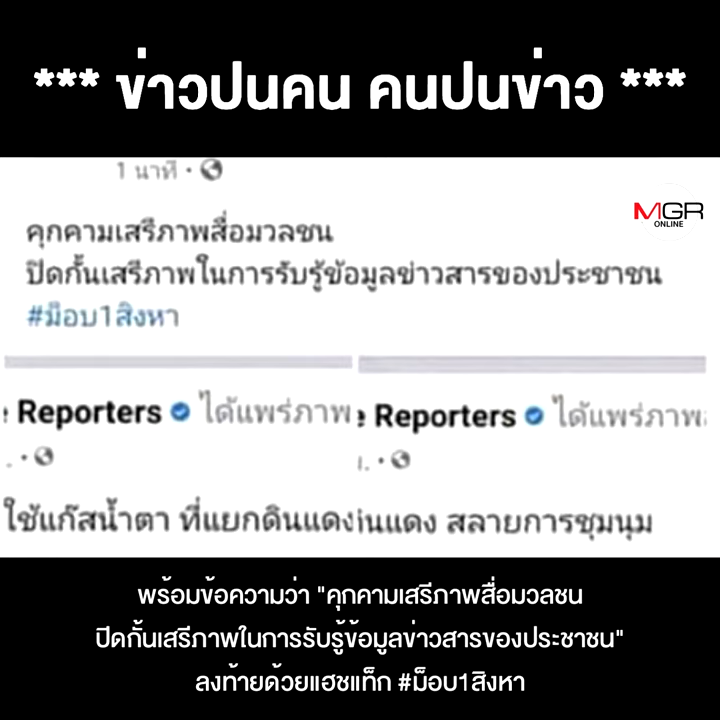 *** ข่าวปนคน คนปนข่าว ***
1 นาที
MGR
ONLINE
คุกคามเสรีภาพสื่อมวลชน
ปิดกั้นเสรีภาพในการรับรู้ข้อมูลข่าวสารของประชาชน
#ม็อบ1สิงหา
e Reporters ได้แพร่ภาพ
e Reporters ได้แพร่ภาพ
ใช้แก๊สน้ำตา ที่แยกดินแดง
ินแดง สลายการชุมนุม
พร้อมข้อความว่า "คุกคามเสรีภาพสื่อมวลชน
ปิดกั้นเสรีภาพในการรับรู้ข้อมูลข่าวสารของประชาชน"
ลงท้ายด้วยแฮชแท็ก #ม็อบ1สิงหา